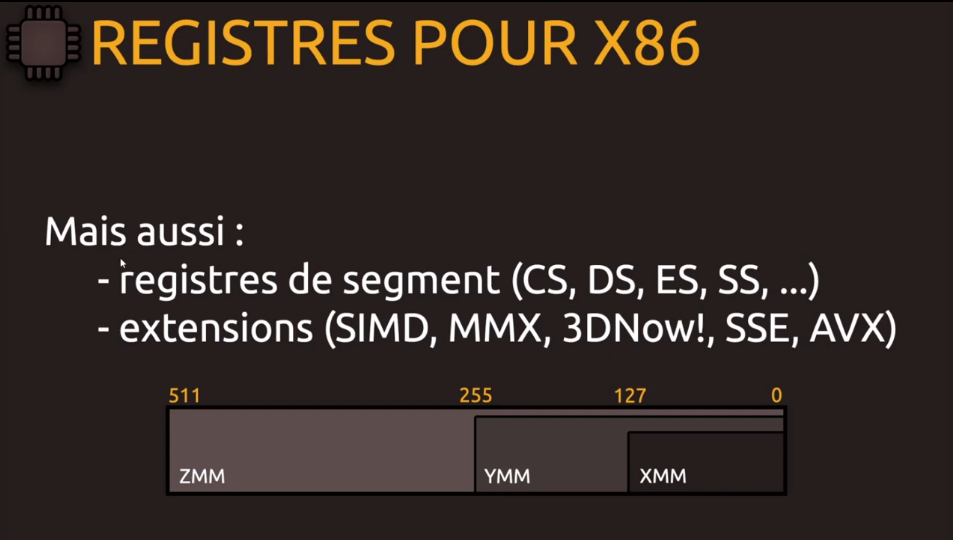 REGISTRES POUR X86
Mais aussi :
- registres de segment (CS, DS, ES, SS, ...)
- extensions (SIMD, MMX, 3DNow!, SSE, AVX)
511 255 127 0
ZMM YMM XMM